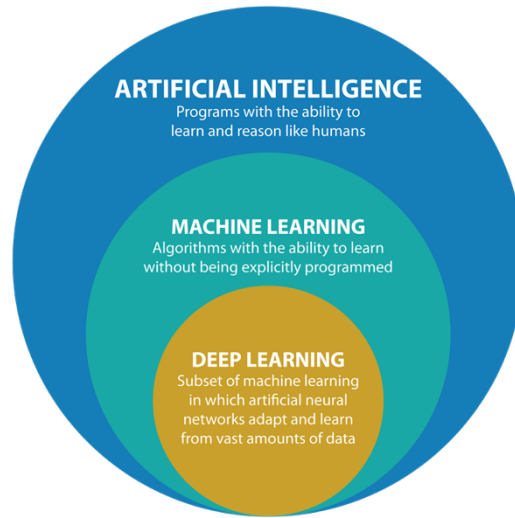 ARTIFICIAL INTELLIGENCE
Programs with the ability to
learn and reason like humans
MACHINE LEARNING
Algorithms with the ability to learn
without being explicitly programmed
DEEP LEARNING
Subset of machine learning
in which artificial neural
networks adapt and learn
from vast amounts of data